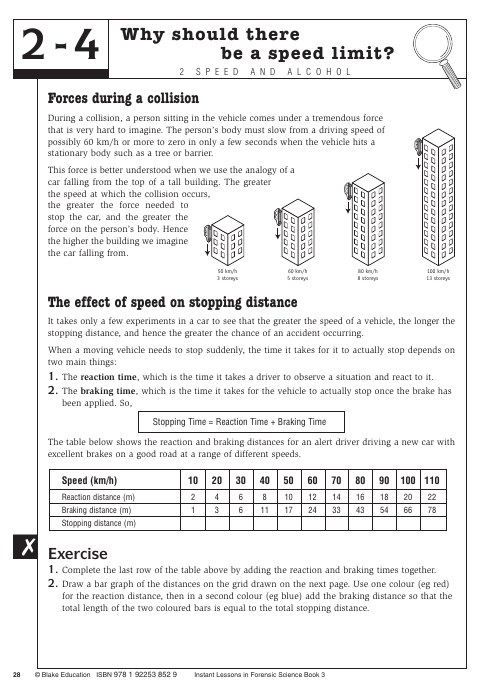 2 - 4
Why should there
be a speed limit?
2 SPEED AND ALCOHOL
Forces during a collision
During a collision, a person sitting in the vehicle comes under a tremendous force
that is very hard to imagine. The person's body must slow from a driving speed of
possibly 60 km/h or more to zero in only a few seconds when the vehicle hits a
stationary body such as a tree or barrier.
This force is better understood when we use the analogy of a
car falling from the top of a tall building. The greater
the speed at which the collision occurs,
the greater the force needed to
stop the car, and the greater the
force on the person's body. Hence
the higher the building we imagine
the car falling from.
50 km/h
3 storeys
60 km/h
5 storeys
80 km/h
8 storeys
100 km/h
13 storeys
The effect of speed on stopping distance
It takes only a few experiments in a car to see that the greater the speed of a vehicle, the longer the
stopping distance, and hence the greater the chance of an accident occurring.
When a moving vehicle needs to stop suddenly, the time it takes for it to actually stop depends on
two main things:
1. The reaction time, which is the time it takes a driver to observe a situation and react to it.
2. The braking time, which is the time it takes for the vehicle to actually stop once the brake has
been applied. So,
Stopping Time = Reaction Time + Braking Time
The table below shows the reaction and braking distances for an alert driver driving a new car with
excellent brakes on a good road at a range of different speeds.
Speed (km/h) 10 20 30 40 50 60 70 80 90 100 110
Reaction distance (m) 2 4 6 8 10 12 14 16 18 20 22
Braking distance (m) 1 3 6 11 17 24 33 43 54 66 78
Stopping distance (m)
X
Exercise
1. Complete the last row of the table above by adding the reaction and braking times together.
2. Draw a bar graph of the distances on the grid drawn on the next page. Use one colour (eg red)
for the reaction distance, then in a second colour (eg blue) add the braking distance so that the
total length of the two coloured bars is equal to the total stopping distance.
28 © Blake Education ISBN 978 1 92253 852 9 Instant Lessons in Forensic Science Book 3